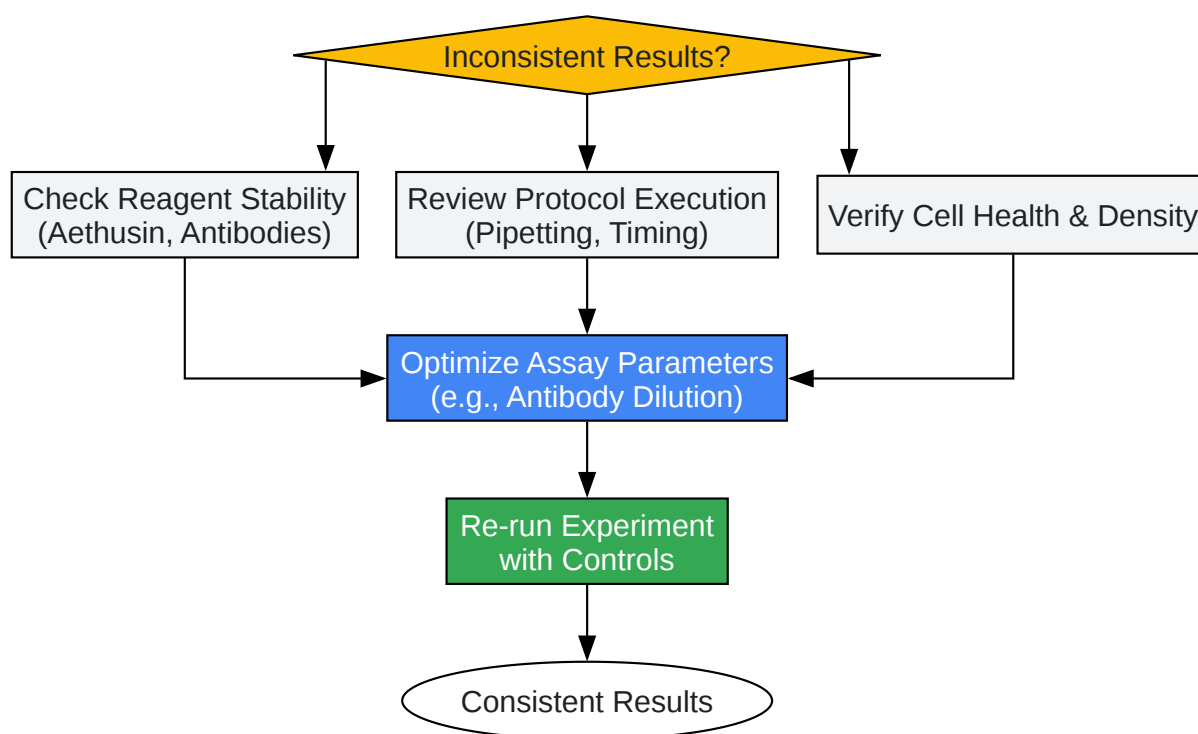 Inconsistent Results?
Check Reagent Stability
(Aethusin, Antibodies)
Review Protocol Execution
(Pipetting, Timing)
Verify Cell Health & Density
Optimize Assay Parameters
(e.g., Antibody Dilution)
Re-run Experiment
with Controls
Consistent Results